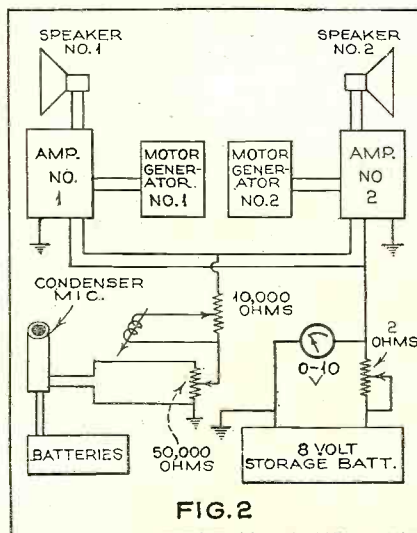 SPEAKER
NO.1
SPEAKER
NO.2
AMP.
NO.
1
MOTOR
GENER-
ATOR.
NO.1
MOTOR
GENER-
ATOR
NO.2
AMP.
NO
2
CONDENSER
MIC.
10,000
OHMS
2
OHMS
0-10
V
BATTERIES
50,000
OHMS
8 VOLT
STORAGE BATT.
FIG.2